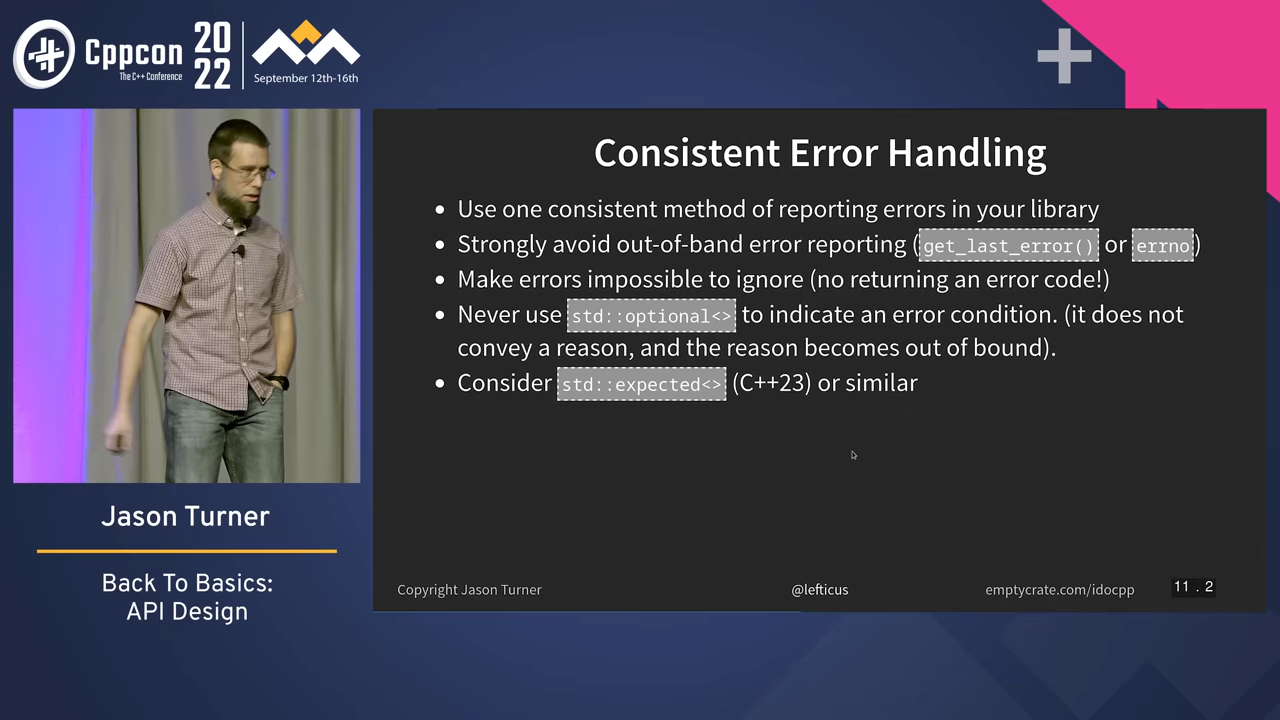 Cppcon
The C++ Conference
20
22
September 12th-16th
Consistent Error Handling
• Use one consistent method of reporting errors in your library
• Strongly avoid out-of-band error reporting (get_last_error() or errno)
• Make errors impossible to ignore (no returning an error code!)
• Never use std::optional<> to indicate an error condition. (it does not
convey a reason, and the reason becomes out of bound).
• Consider std::expected<> (C++23) or similar
Copyright Jason Turner
@lefticus
emptycrate.com/idocpp
11 . 2
Jason Turner
Back To Basics:
API Design